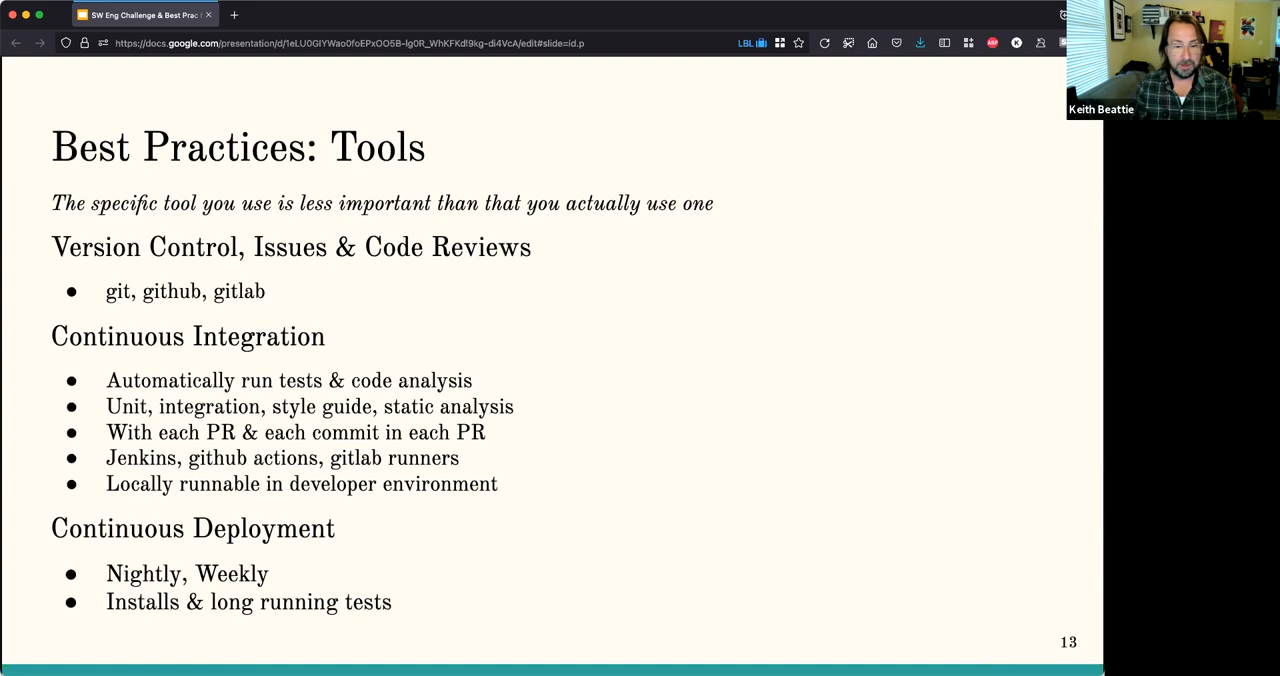 SW Eng Challenge & Best Prac
https://docs.google.com/presentation/d/1eLU0GIYWao0foEPxOO5B-Ig0R_WhKFKd!9kg-di4VcA/edit#slide=id.p
LBL
ABP
K
Keith Beattie
Best Practices: Tools
The specific tool you use is less important than that you actually use one
Version Control, Issues & Code Reviews
● git, github, gitlab
Continuous Integration
● Automatically run tests & code analysis
● Unit, integration, style guide, static analysis
● With each PR & each commit in each PR
● Jenkins, github actions, gitlab runners
● Locally runnable in developer environment
Continuous Deployment
● Nightly, Weekly
● Installs & long running tests
13